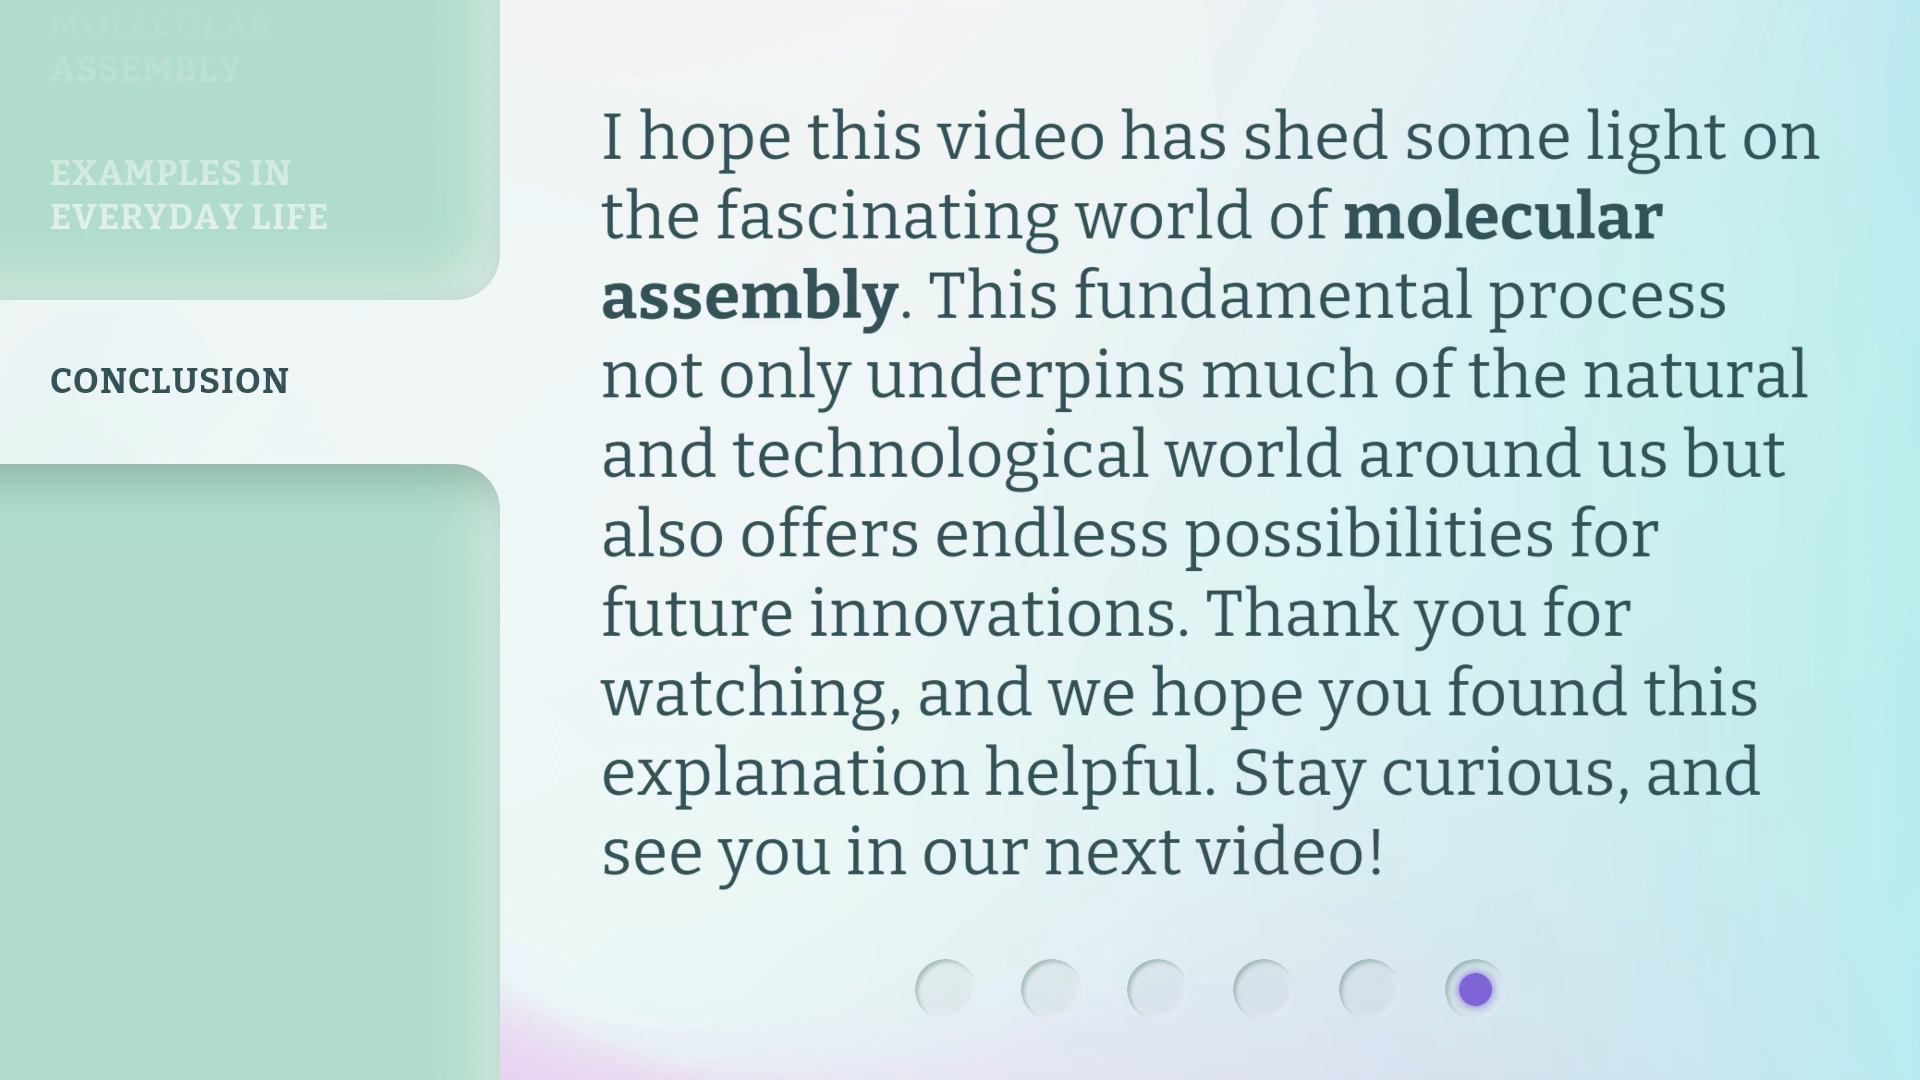 MOLECULAR
ASSEMBLY
EXAMPLES IN
EVERYDAY LIFE
CONCLUSION
I hope this video has shed some light on
the fascinating world of molecular
assembly. This fundamental process
not only underpins much of the natural
and technological world around us but
also offers endless possibilities for
future innovations. Thank you for
watching, and we hope you found this
explanation helpful. Stay curious, and
see you in our next video!